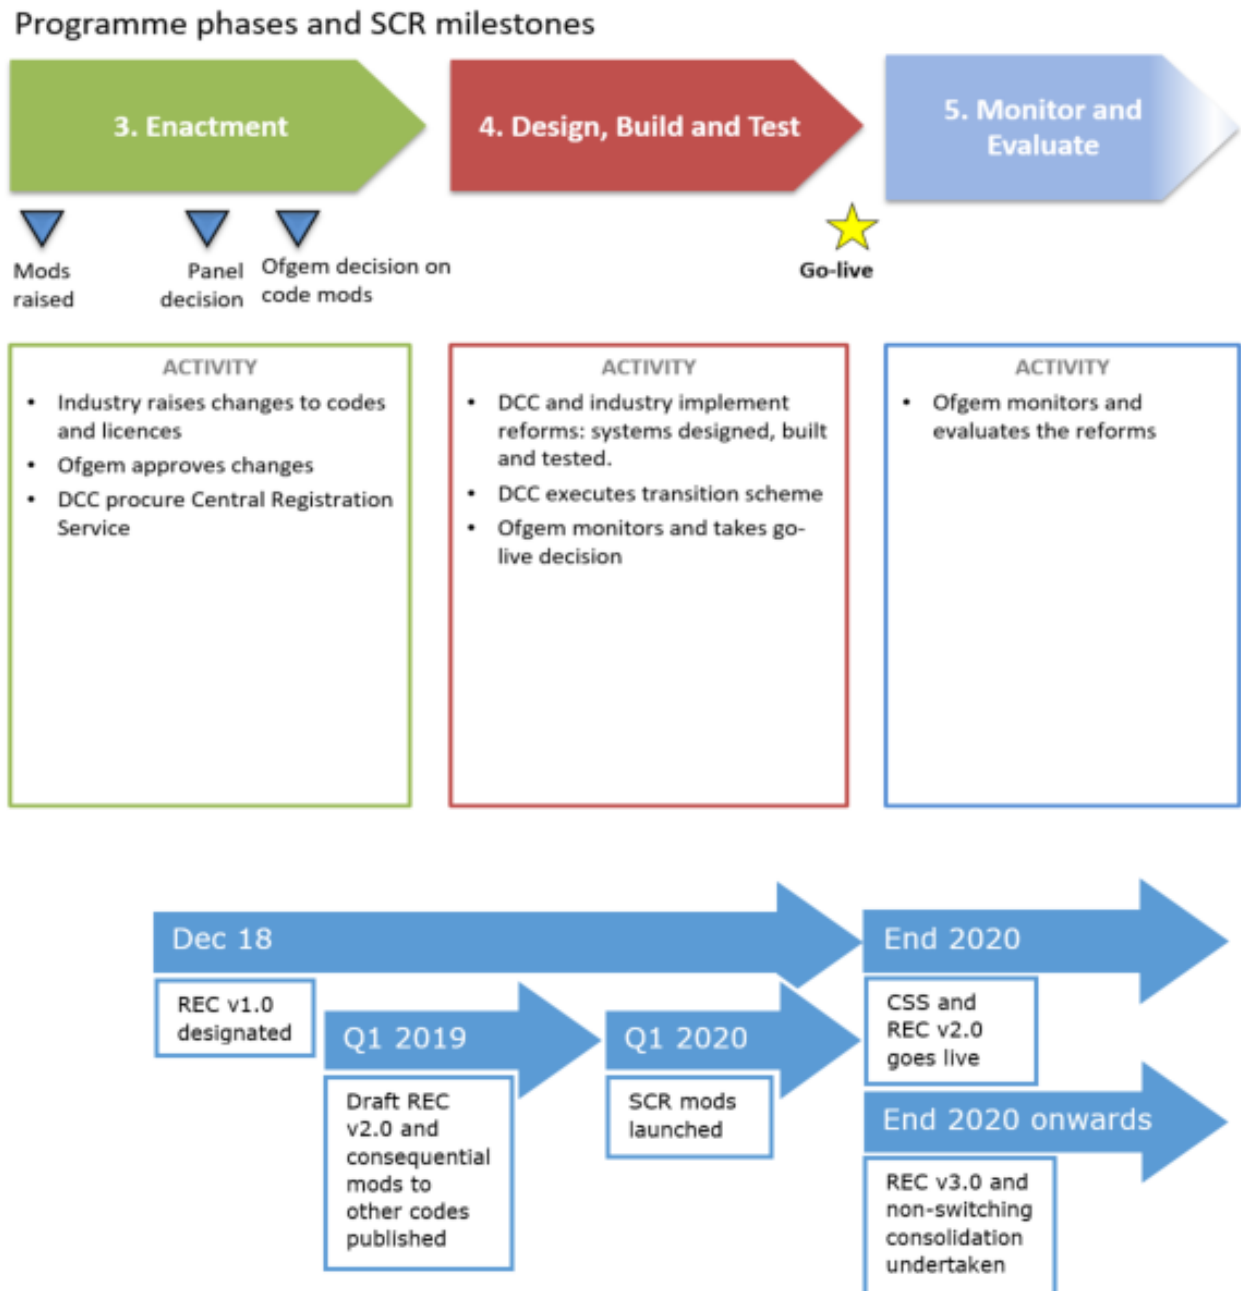 Programme phases and SCR milestones
3. Enactment
4. Design, Build and Test
5. Monitor and
Evaluate
Mods
raised
Panel
decision
Ofgem decision on
code mods
Go-live
ACTIVITY
• Industry raises changes to codes
and licences
• Ofgem approves changes
• DCC procure Central Registration
Service
ACTIVITY
• DCC and industry implement
reforms: systems designed, built
and tested.
• DCC executes transition scheme
• Ofgem monitors and takes go-
live decision
ACTIVITY
• Ofgem monitors and
evaluates the reforms
Dec 18
REC v1.0
designated
Q1 2019
Draft REC
v2.0 and
consequential
mods to
other codes
published
Q1 2020
SCR mods
launched
End 2020
CSS and
REC v2.0
goes live
End 2020 onwards
REC v3.0 and
non-switching
consolidation
undertaken